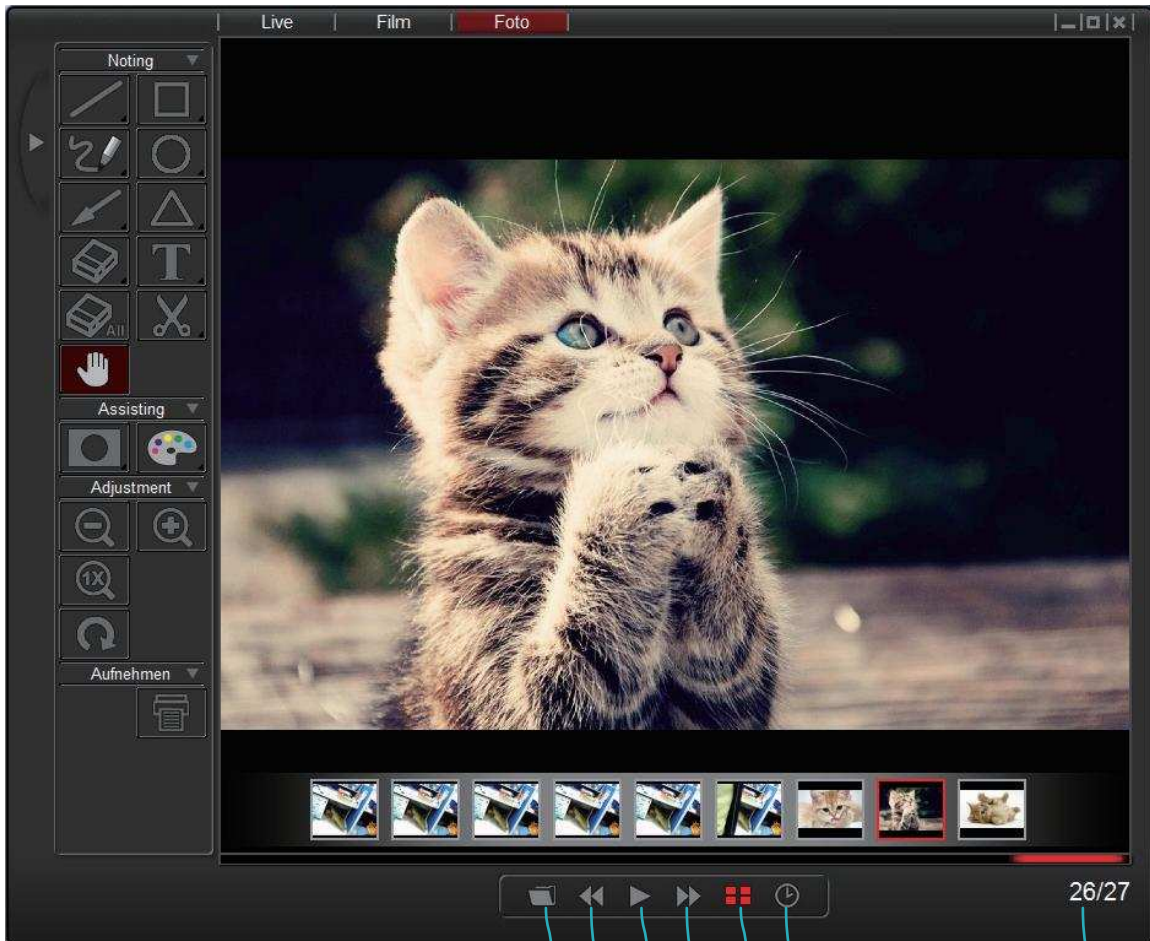 Live | Film | Foto
Noting
T
All
Assisting
Adjustment
1X
Aufnehmen
26/27